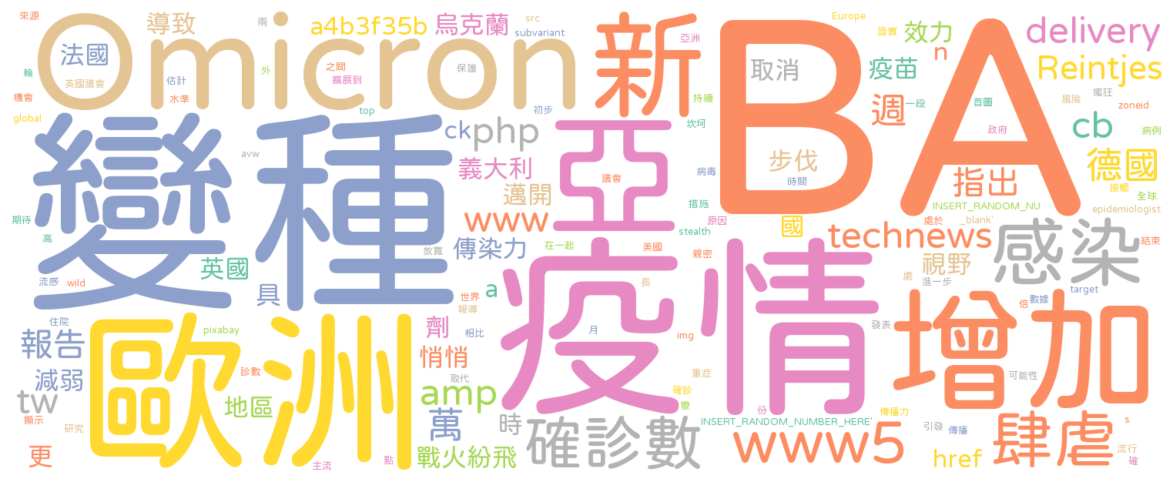 來源
導致
a4b3f35b
烏克蘭
兩
src
subvariant
亞洲
Europe
證實
效力
delivery
Omicron
法國
新
BA
取消
疫苗
n
Reintjes
輪
英國議會
估計
外
之間
保護
擴展到
機會
水準
global
top
初步
持續
坎坷
週
一段
首圖
瘋狂
風險
zoneid
政府
cb
病例
變種
avw
ck
php
亞
步伐
時間
德國
義大利
議會
病毒
指出
接觸
全球
邁開
措施
INSERT_RANDOM_NU
_blank'
epidemiologist
期待
www
原因
國
處於
感染
高
放寬
傳染力
在一起
stealth
technews
結束
英國
美國
親密
視野
流感
wild
具
a
疫情
長
處
進一步
target
世界
倍
數據
增加
住院
pixabay
歐洲
報導
劑
相比
月
img
發表
報告
悄悄
減弱
診數
取代
重症
可能性
tw
地區
amp
確診
變
顯示
萬
時
確診數
份
INSERT_RANDOM_NUMBER_HERE'
傳播力
引發
傳播
肆虐
s
研究
更
主流
點
戰火紛飛
www5
href
流行
確